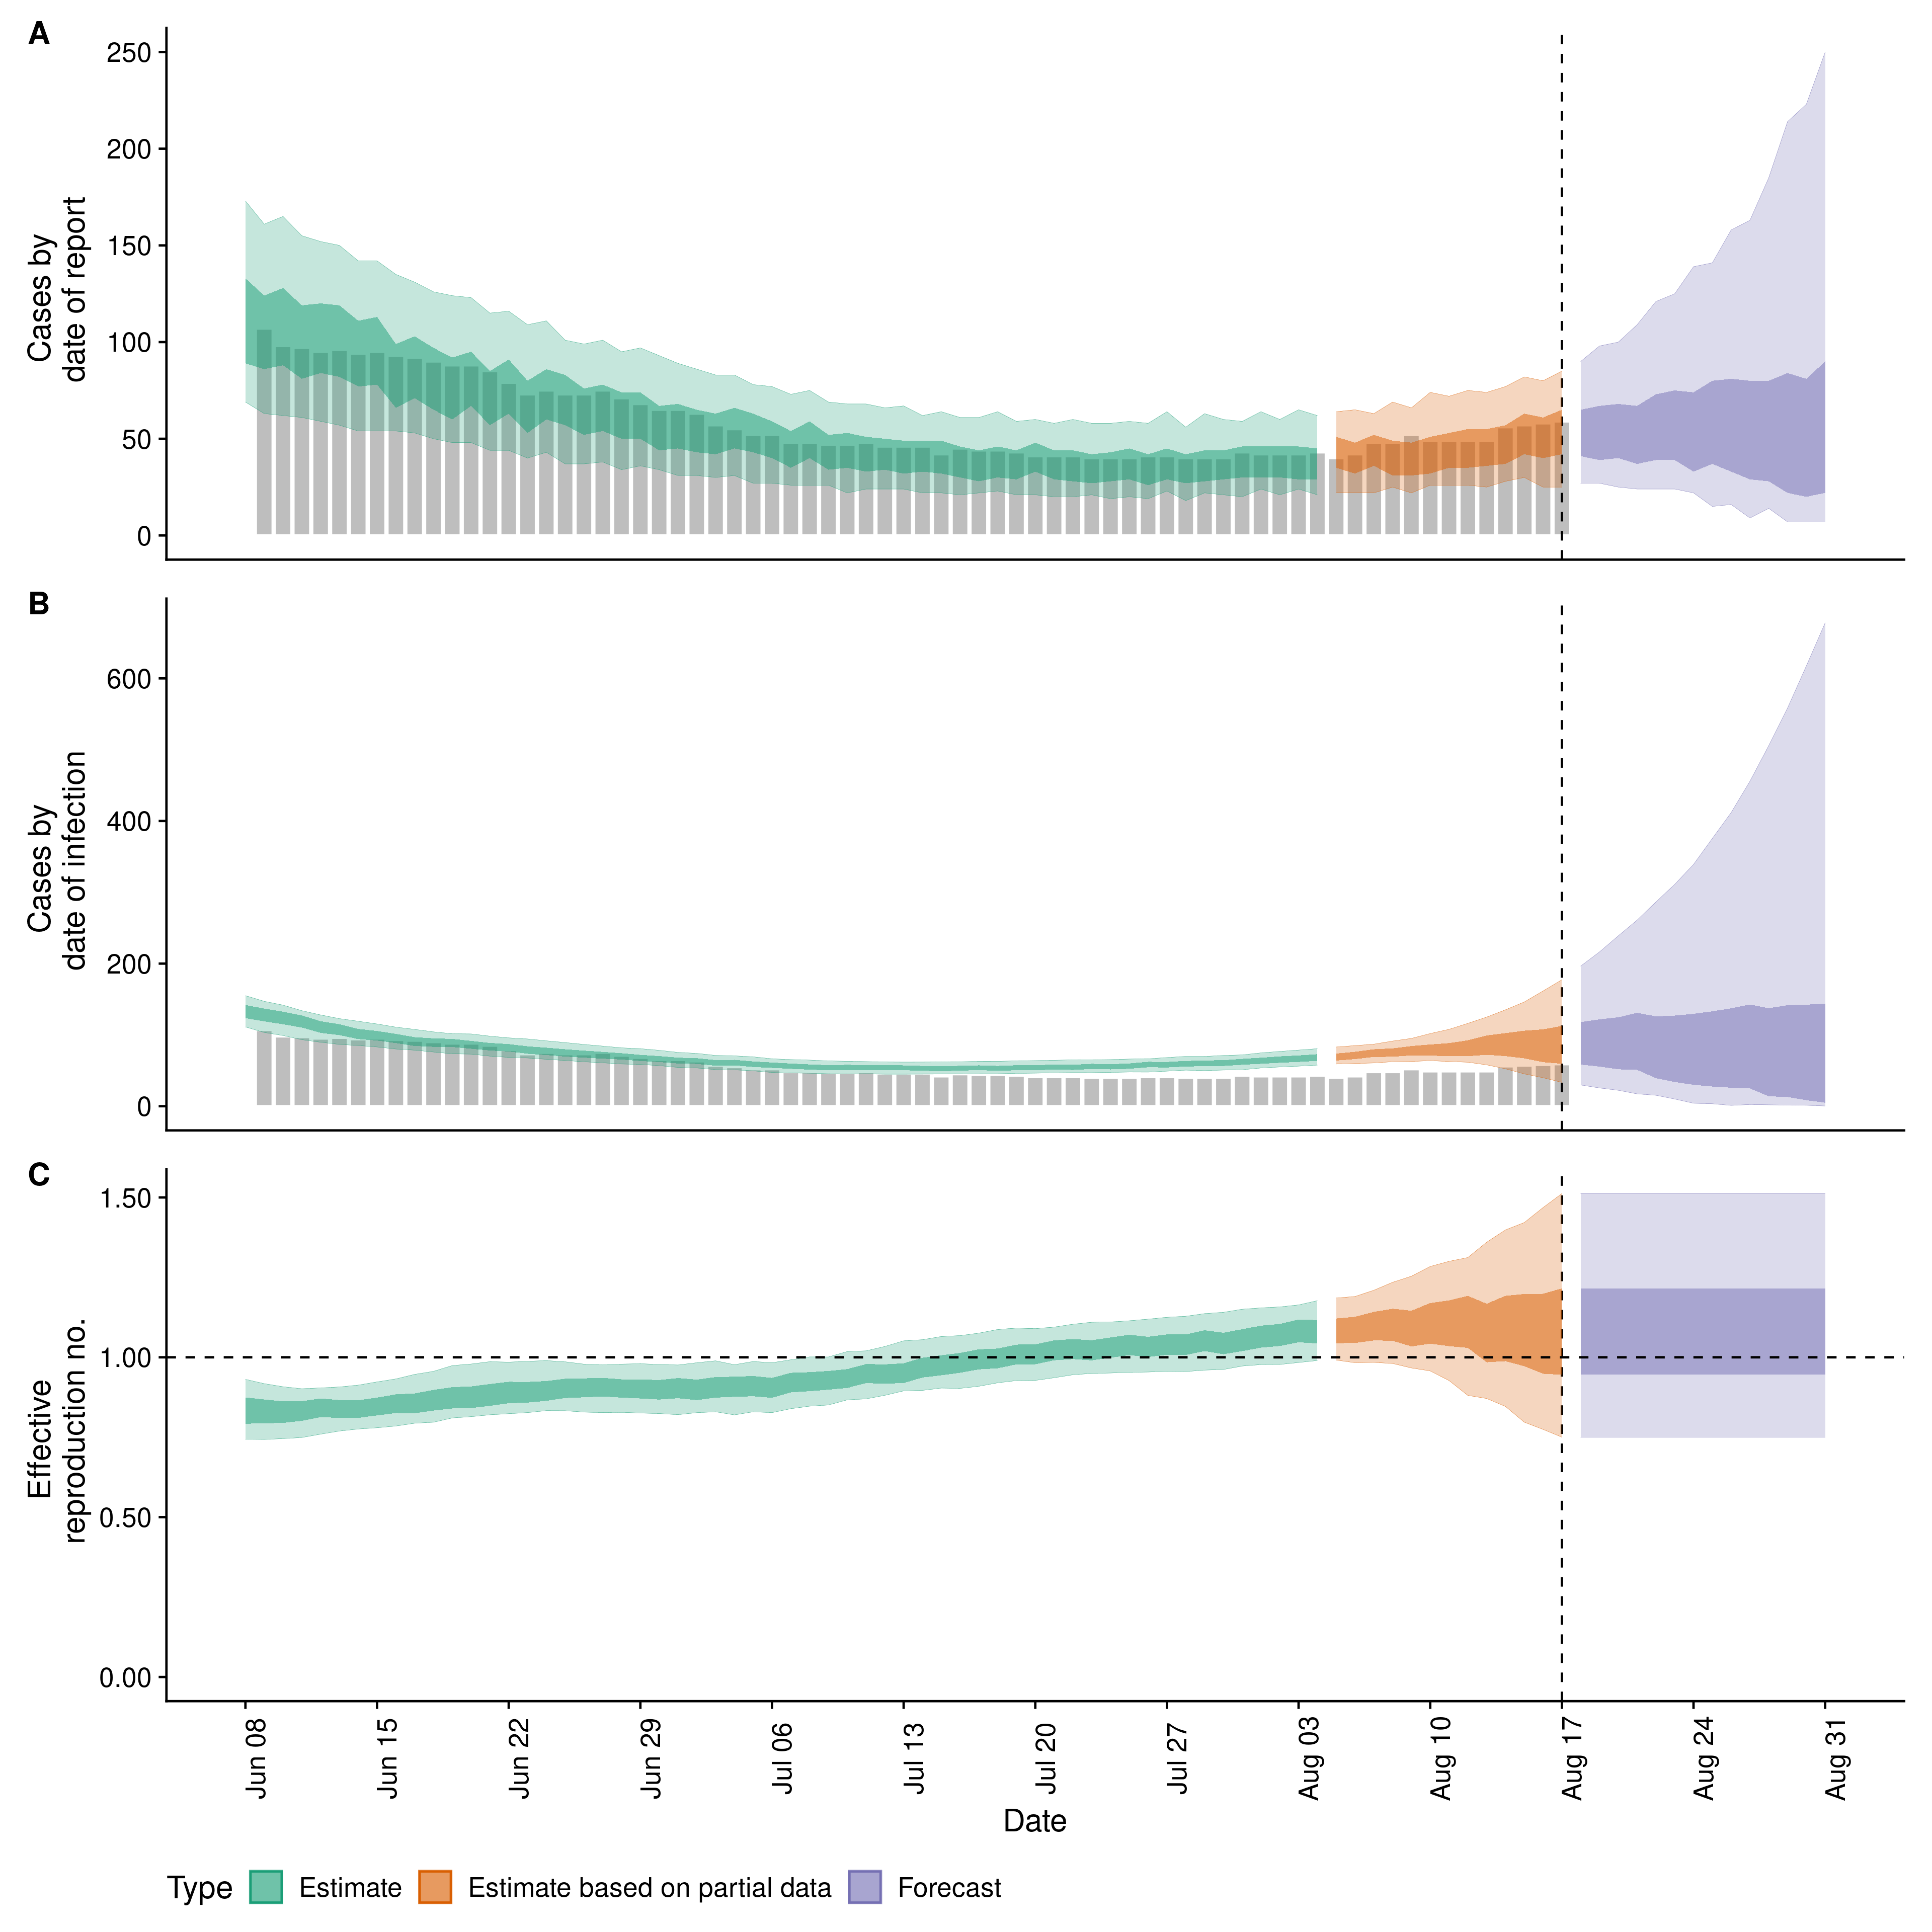 A
Cases by
date of report
250
200
150
100
50
0
B
Cases by
date of infection
600
400
200
0
C
Effective
reproduction no.
1.50
1.00
0.50
0.00
Jun 08
Jun 15
Jun 22
Jun 29
Jul 06
Jul 13
Jul 20
Jul 27
Aug 03
Aug 10
Aug 17
Aug 24
Aug 31
Date
Type Estimate Estimate based on partial data Forecast